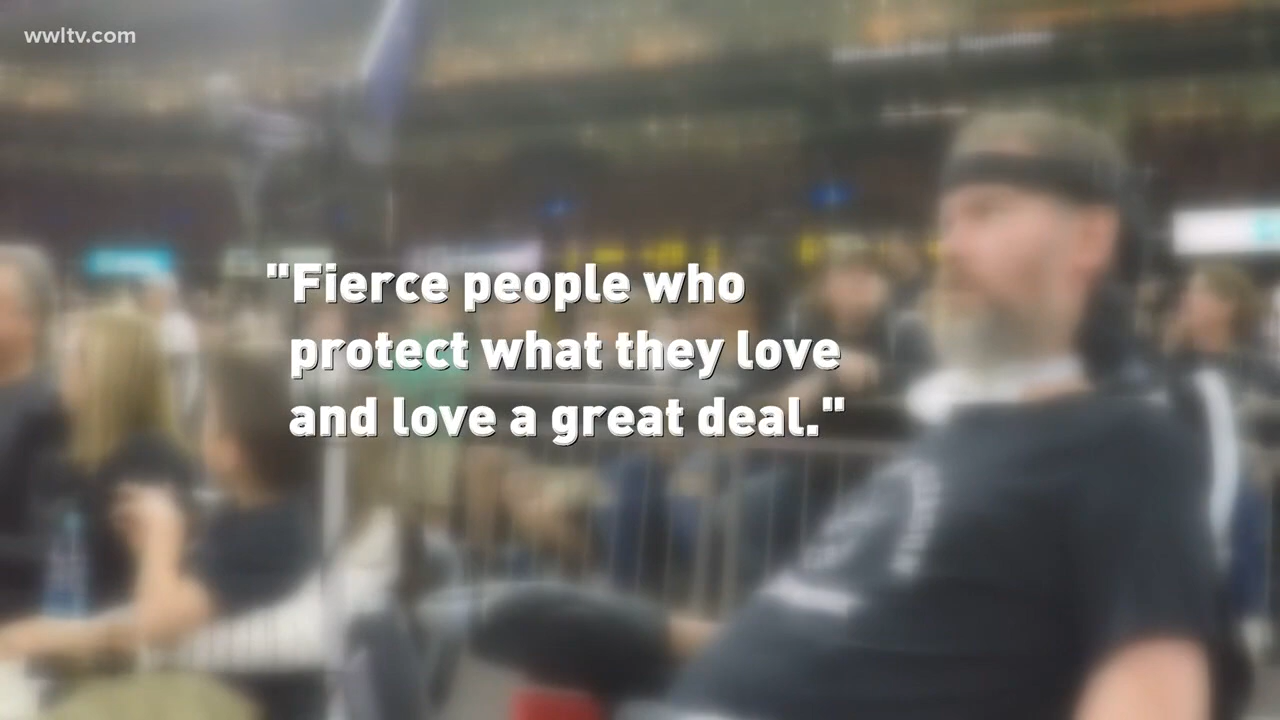 wwltv.com
"Fierce people who
protect what they love
and love a great deal."